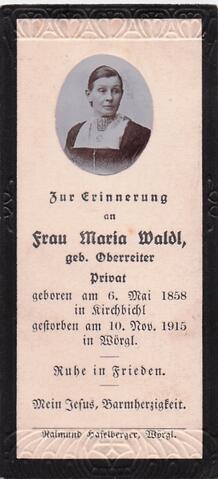 Zur Erinnerung
an
Frau Maria Waldl,
geb. Oberreiter
Privat
geboren am 6. Mai 1858
in Kirchbichl
gestorben am 10. Nov. 1915
in Wörgl.
Ruhe in Frieden.
Mein Jesus, Barmherzigkeit.
Raimund Hafelberger, Wörgl.